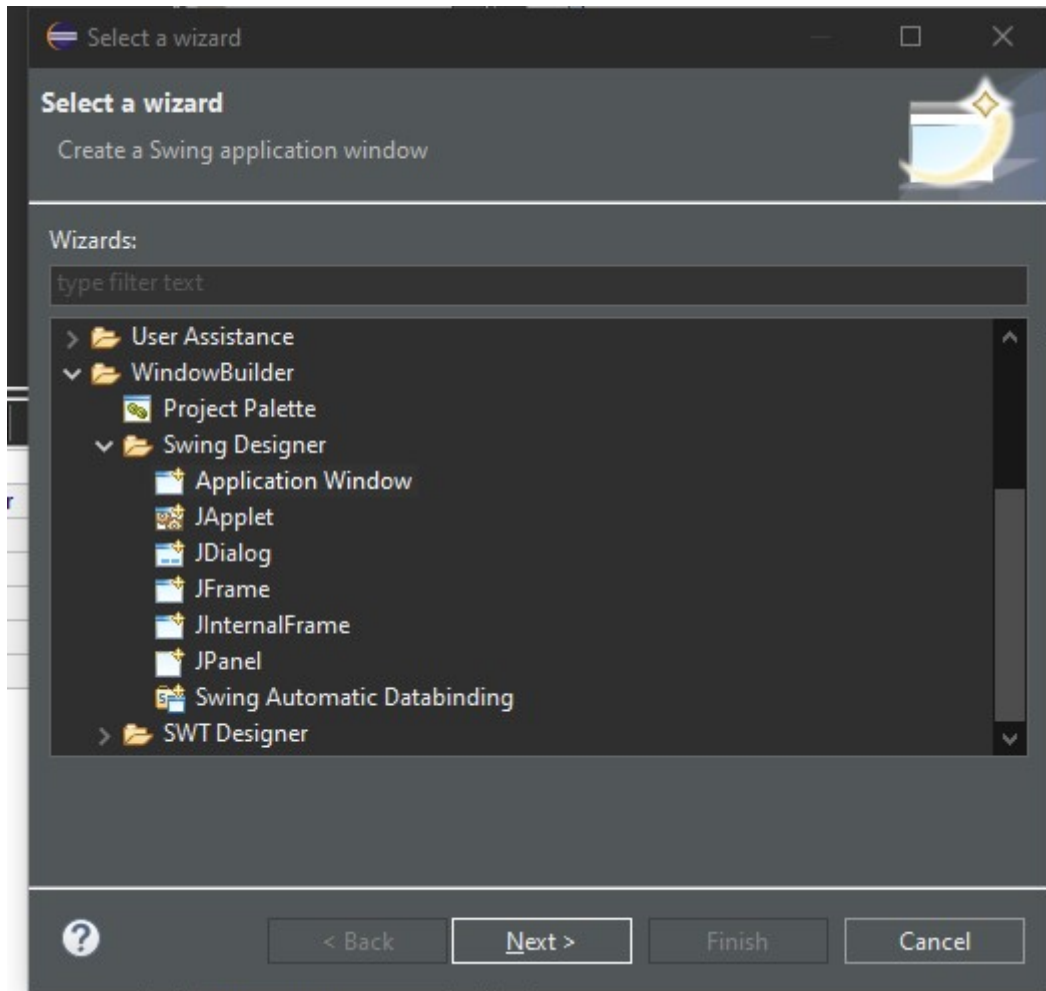 Select a wizard
Select a wizard
Create a Swing application window
Wizards:
type filter text
User Assistance
WindowBuilder
Project Palette
Swing Designer
Application Window
JApplet
JDialog
JFrame
JInternalFrame
JPanel
Swing Automatic Databinding
SWT Designer
< Back Next > Finish Cancel